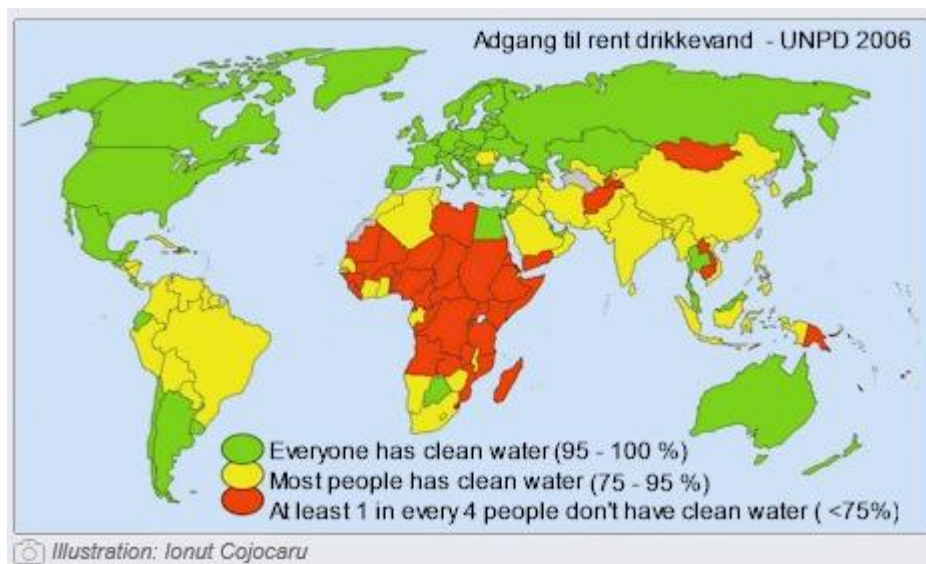 Adgang til rent drikkevand - UNPD 2006
Everyone has clean water (95 - 100 %)
Most people has clean water (75 - 95 %)
At least 1 in every 4 people don't have clean water ( <75%)
Illustration: Ionut Cojocaru